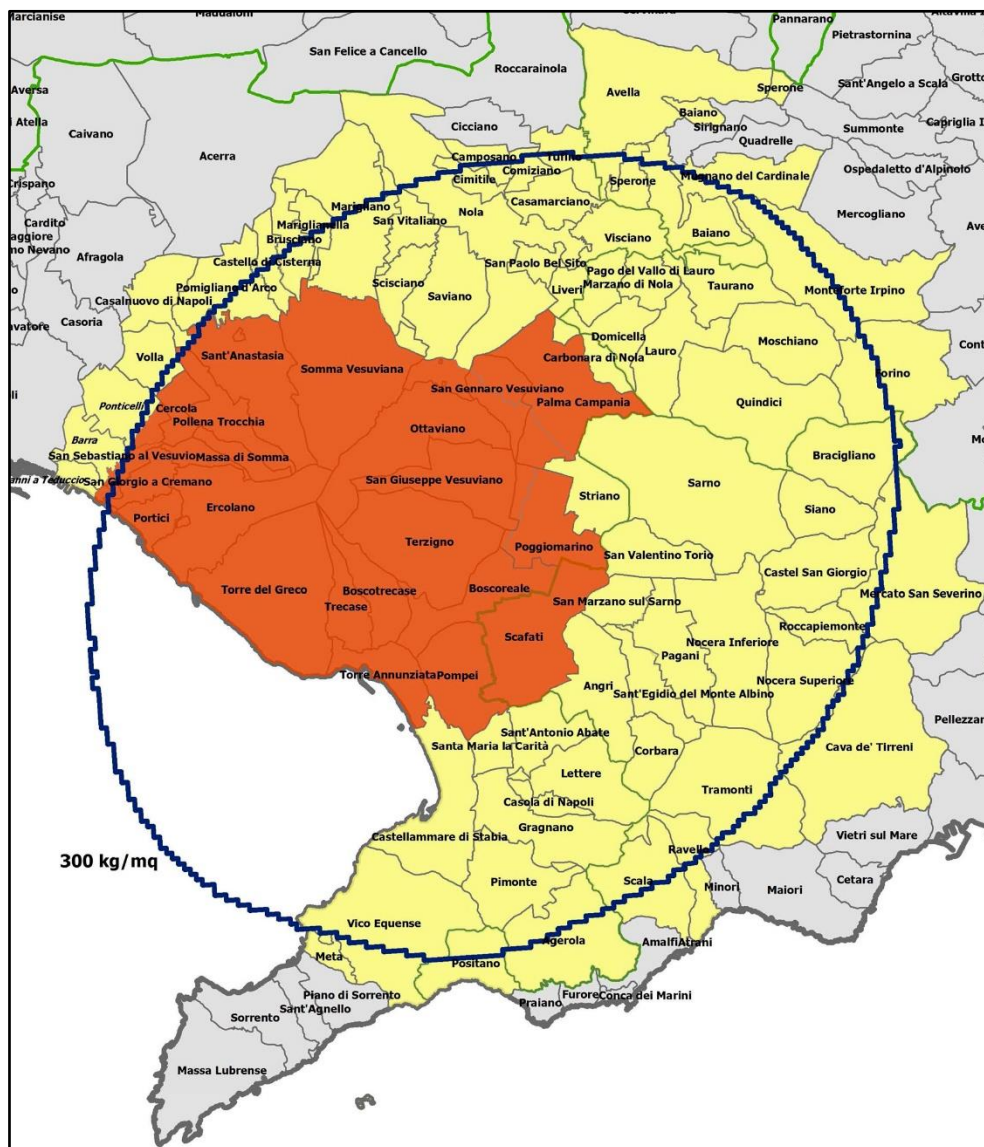 Marcianise
Maddaloni
Pannarano
Pietrastornina
San Felice a Cancello
Roccarainola
Aversa
di Atella
Caivano
Avella
Sperone
Sant'Angelo a Scala
Grotto
Acerra
Cicciano
Baiano
Sirignano
Quadrelle
Summonte
Capriglia I
Crispano
Camposano
Tufino
Ospedaletto d'Alpinolo
Cimitile
Comiziano
Sperone
Mugnano del Cardinale
Cardito
Marigliano
Casamarciano
Mercogliano
Mariglianella
San Vitaliano
Nola
Baiano
Brusciano
Visciano
Afragola
Castello di Cisterna
San Paolo Bel Sito
Pago del Vallo di Lauro
Pomigliano d'Arco
Scisciano
Saviano
Liveri
Marzano di Nola
Taurano
Monteforte Irpino
Casalnuovo di Napoli
Casoria
Volla
Sant'Anastasia
Domicella
Moschiano
Somma Vesuviana
Carbonara di Nola
Lauro
Forino
Ponticelli
Cercola
San Gennaro Vesuviano
Palma Campania
Quindici
Pollena Trocchia
Ottaviano
Barra
San Sebastiano al Vesuvio
Massa di Somma
Bracigliano
San Giorgio a Cremano
San Giuseppe Vesuviano
Sarno
Striano
Portici
Ercolano
Siano
Terzigno
Poggiomarino
San Valentino Torio
Castel San Giorgio
Torre del Greco
Boscotrecase
Boscoreale
Mercato San Severino
Trecase
San Marzano sul Sarno
Roccapiemonte
Scafati
Nocera Inferiore
Pagani
Torre Annunziata
Pompei
Angri
Nocera Superiore
Sant'Egidio del Monte Albino
Santa Maria la Carità
Sant'Antonio Abate
Corbara
Cava de' Tirreni
Lettere
Tramonti
Casola di Napoli
Castellammare di Stabia
Gragnano
Vietri sul Mare
Ravello
300 kg/mq
Pimonte
Scala
Minori
Maiori
Cetara
Vico Equense
Agerola
Amalfi
Atrani
Meta
Positano
Piano di Sorrento
Praiano
Furore
Conca dei Marini
Sant'Agnello
Sorrento
Massa Lubrense